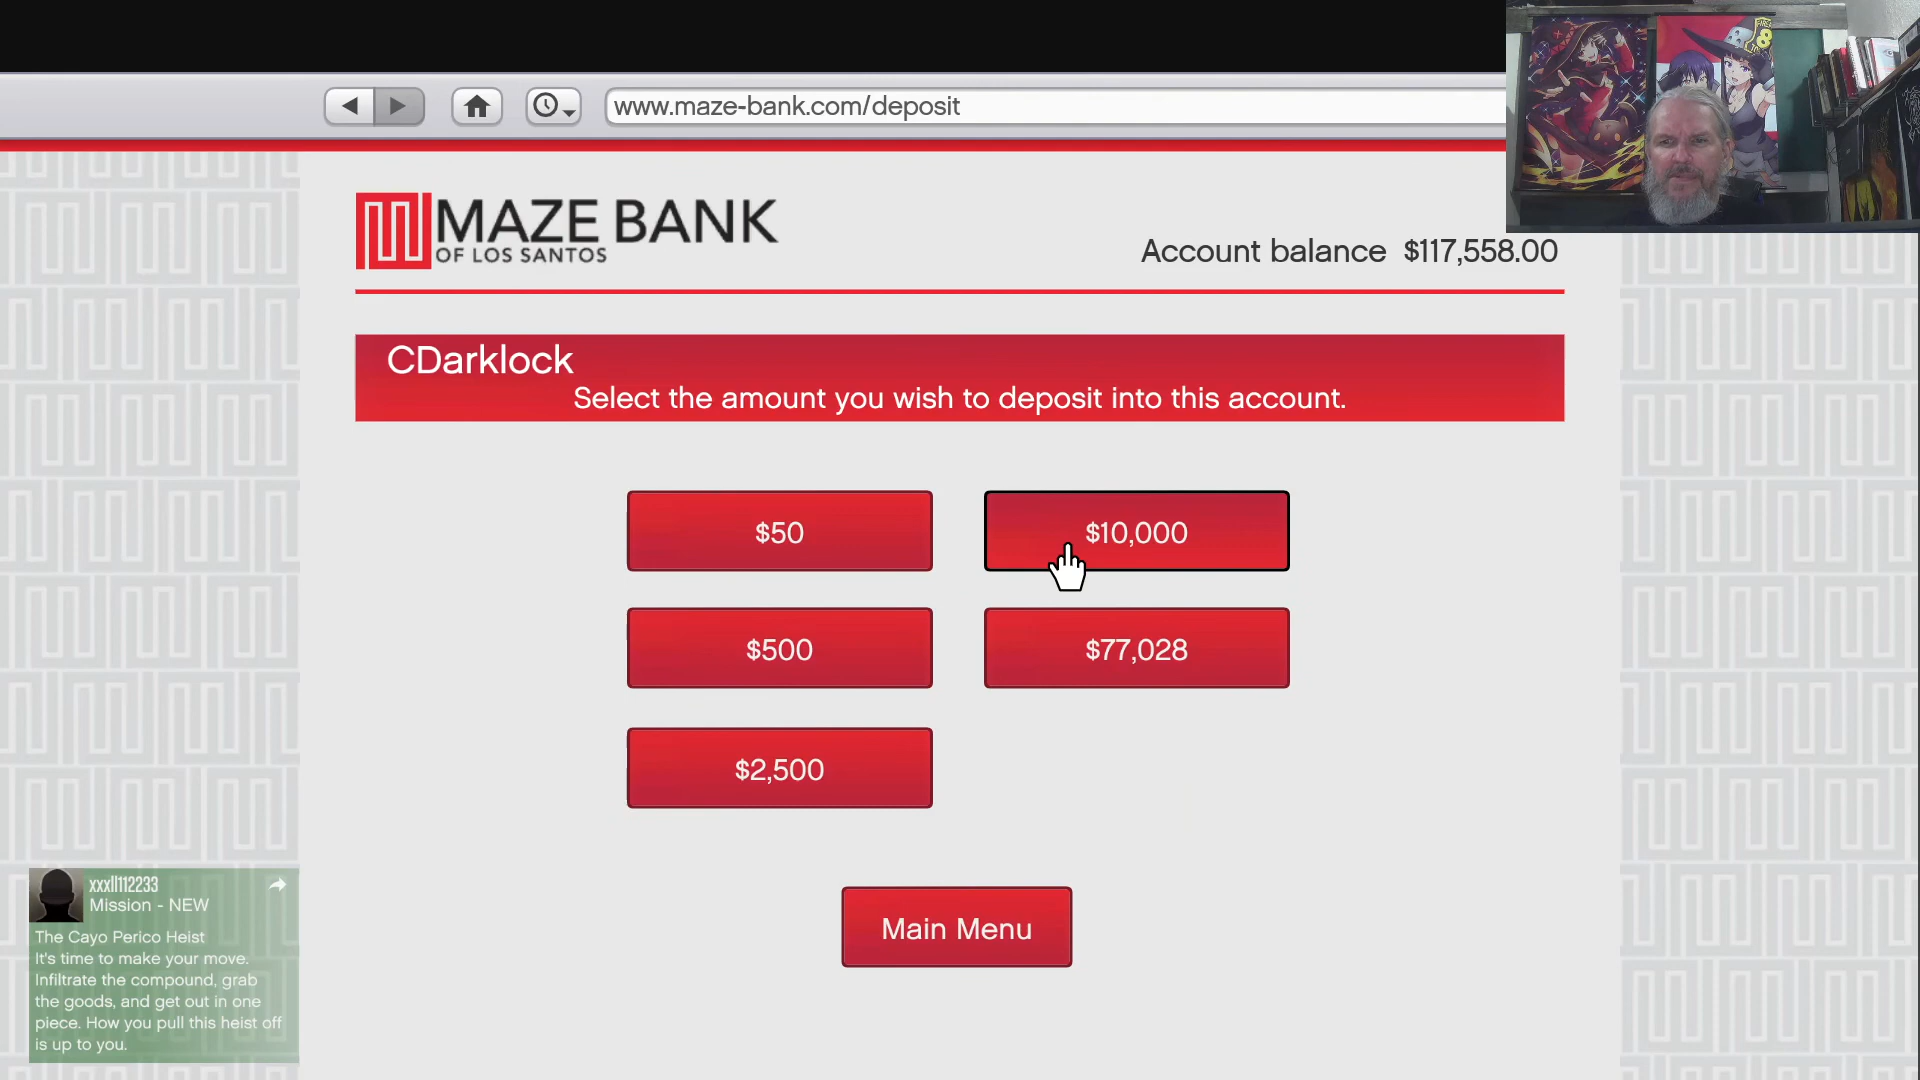 www.maze-bank.com/deposit
MAZE BANK
OF LOS SANTOS
Account balance $117,558.00
CDarklock
Select the amount you wish to deposit into this account.
$50
$10,000
$500
$77,028
$2,500
Main Menu
xxxll112233
Mission - NEW
The Cayo Perico Heist
It's time to make your move.
Infiltrate the compound, grab
the goods, and get out in one
piece. How you pull this heist off
is up to you.